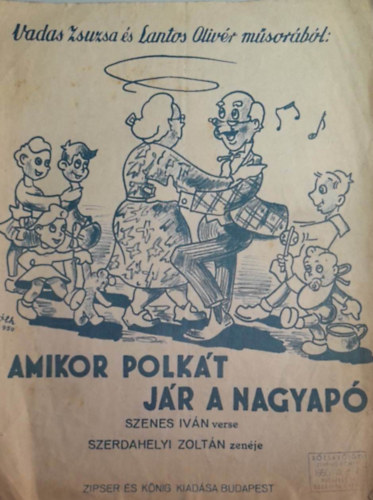 Vadas Zsuzsa és Lantos Olivér műsorából:
AMIKOR POLKÁT
JÁR A NAGYAPÓ
SZENES IVÁN verse
SZERDAHELYI ZOLTÁN zenéje
ZIPSER ÉS KÖNIG KIADÁSA BUDAPEST